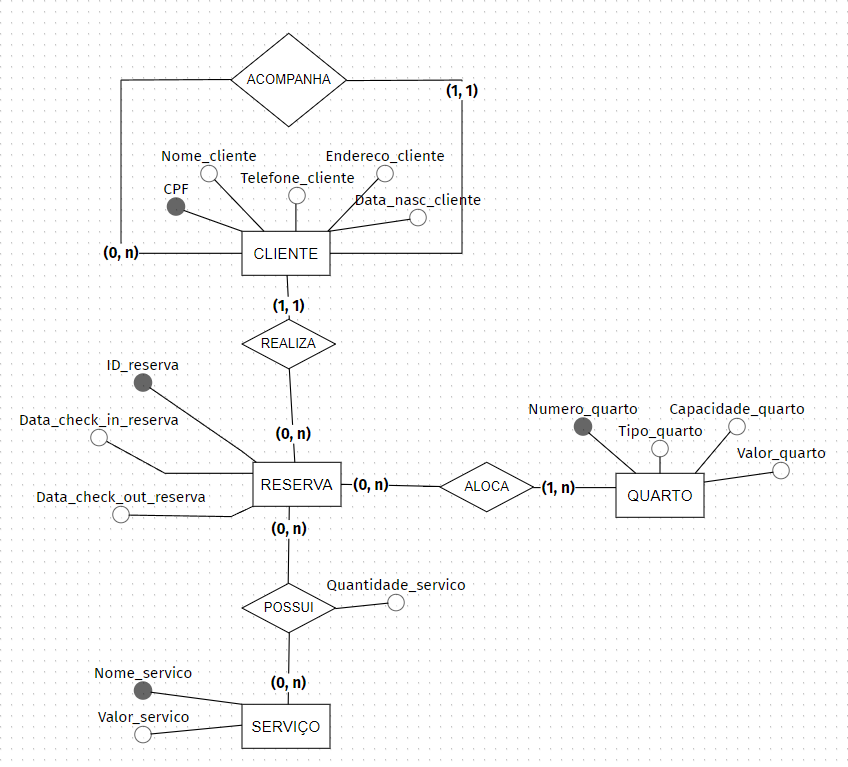 ACOMPANHA
(1, 1)
Nome_cliente
Endereco_cliente
Telefone_cliente
CPF
Data_nasc_cliente
(0, n)
CLIENTE
(1, 1)
REALIZA
ID_reserva
Data_check_in_reserva
(0, n)
Numero_quarto
Capacidade_quarto
Tipo_quarto
Valor_quarto
RESERVA
(0, n)
ALOCA
(1, n)
QUARTO
Data_check_out_reserva
(0, n)
Quantidade_servico
POSSUI
Nome_servico
(0, n)
Valor_servico
SERVIÇO